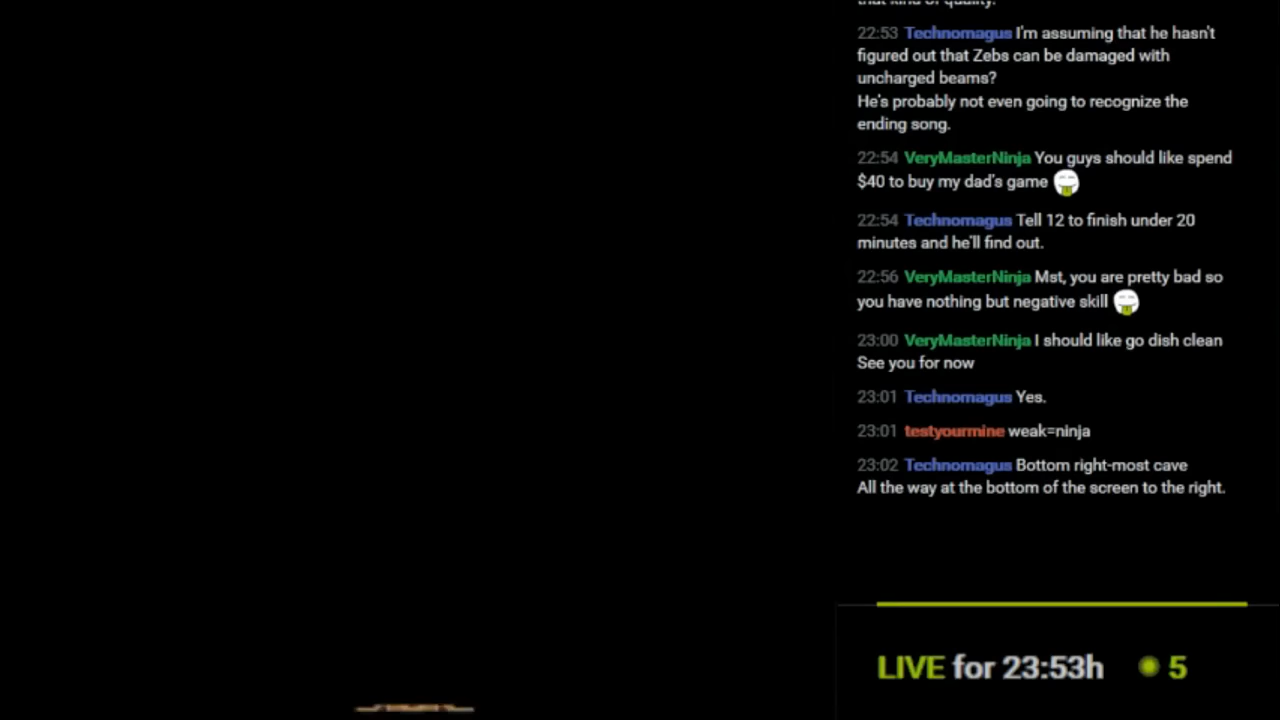 that kind of quality.
22:53 Technomagus I'm assuming that he hasn't
figured out that Zebs can be damaged with
uncharged beams?
He's probably not even going to recognize the
ending song.
22:54 VeryMasterNinja You guys should like spend
$40 to buy my dad's game
22:54 Technomagus Tell 12 to finish under 20
minutes and he'll find out.
22:56 VeryMasterNinja Mst, you are pretty bad so
you have nothing but negative skill
23:00 VeryMasterNinja I should like go dish clean
See you for now
23:01 Technomagus Yes.
23:01 testyourmine weak=ninja
23:02 Technomagus Bottom right-most cave
All the way at the bottom of the screen to the right.
LIVE for 23:53h 5